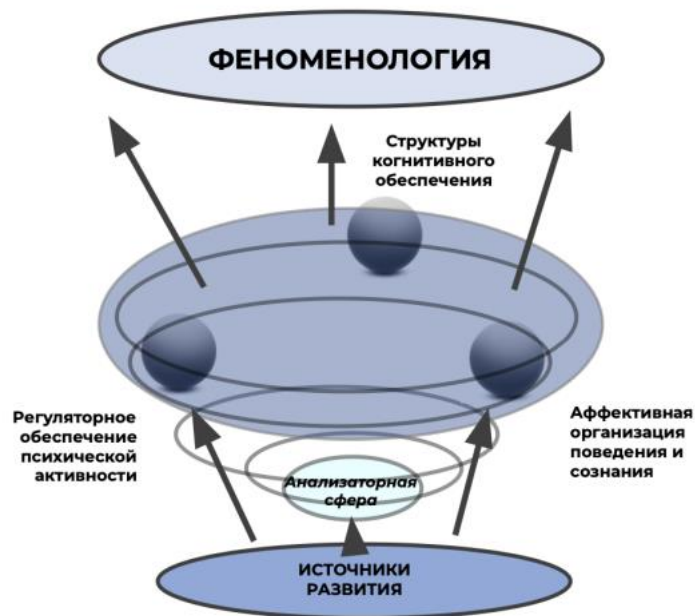 ФЕНОМЕНОЛОГИЯ
Структуры
когнитивного
обеспечения
Регуляторное
обеспечение
психической
активности
Аффективная
организация
поведения и
сознания
Анализаторная
сфера
ИСТОЧНИКИ
РАЗВИТИЯ